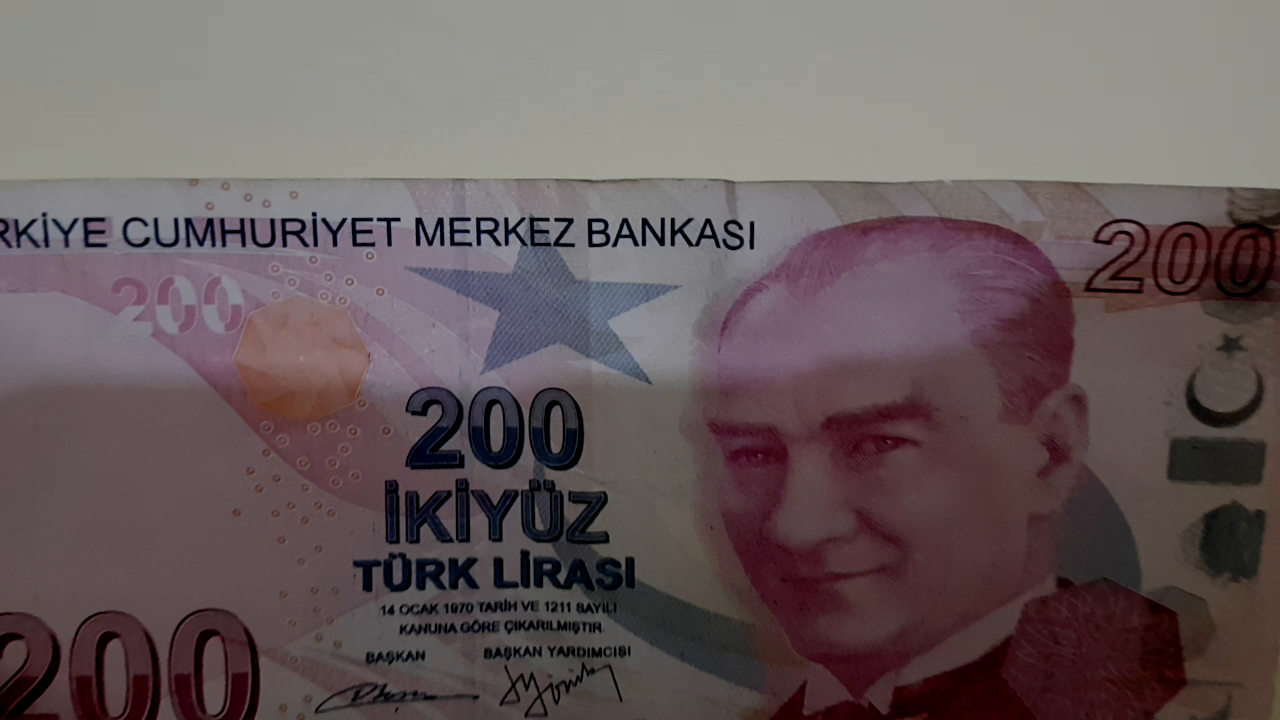 RKİYE CUMHURİYET MERKEZ BANKASI
200
200
200
İKİYÜZ
TÜRK LİRASI
14 OCAK 1970 TARİH VE 1211 SAYILI
KANUNA GÖRE ÇIKARILMIŞTIR.
BAŞKAN BAŞKAN YARDIMCISI
200